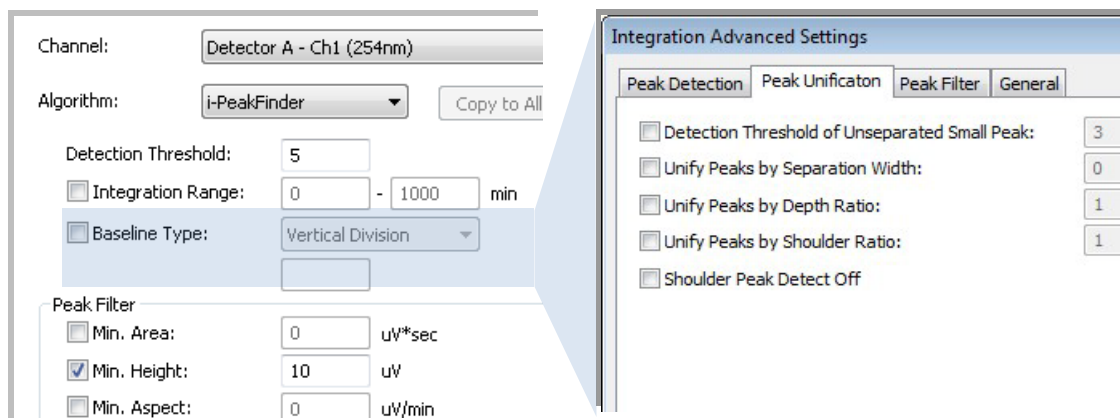 Channel: Detector A - Ch1 (254nm)
Algorithm: i-PeakFinder Copy to All
Detection Threshold: 5
Integration Range: 0 - 1000 min
Baseline Type: Vertical Division
Peak Filter
Min. Area: 0 uV*sec
Min. Height: 10 uV
Min. Aspect: 0 uV/min
Integration Advanced Settings
Peak Detection Peak Unificaton Peak Filter General
Detection Threshold of Unseparated Small Peak: 3
Unify Peaks by Separation Width: 0
Unify Peaks by Depth Ratio: 1
Unify Peaks by Shoulder Ratio: 1
Shoulder Peak Detect Off